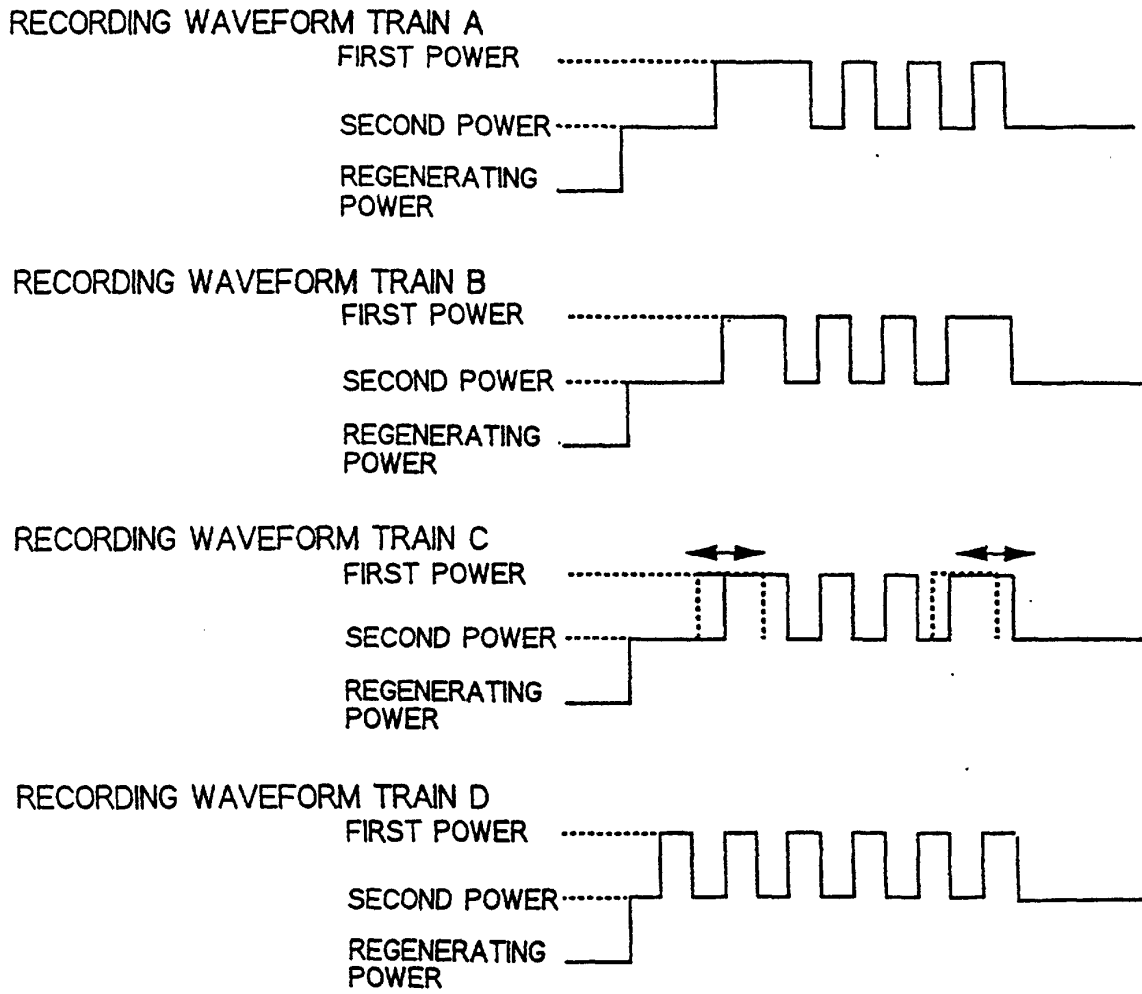 RECORDING WAVEFORM TRAIN A
FIRST POWER
SECOND POWER
REGENERATING
POWER
RECORDING WAVEFORM TRAIN B
FIRST POWER
SECOND POWER
REGENERATING
POWER
RECORDING WAVEFORM TRAIN C
FIRST POWER
SECOND POWER
REGENERATING
POWER
RECORDING WAVEFORM TRAIN D
FIRST POWER
SECOND POWER
REGENERATING
POWER